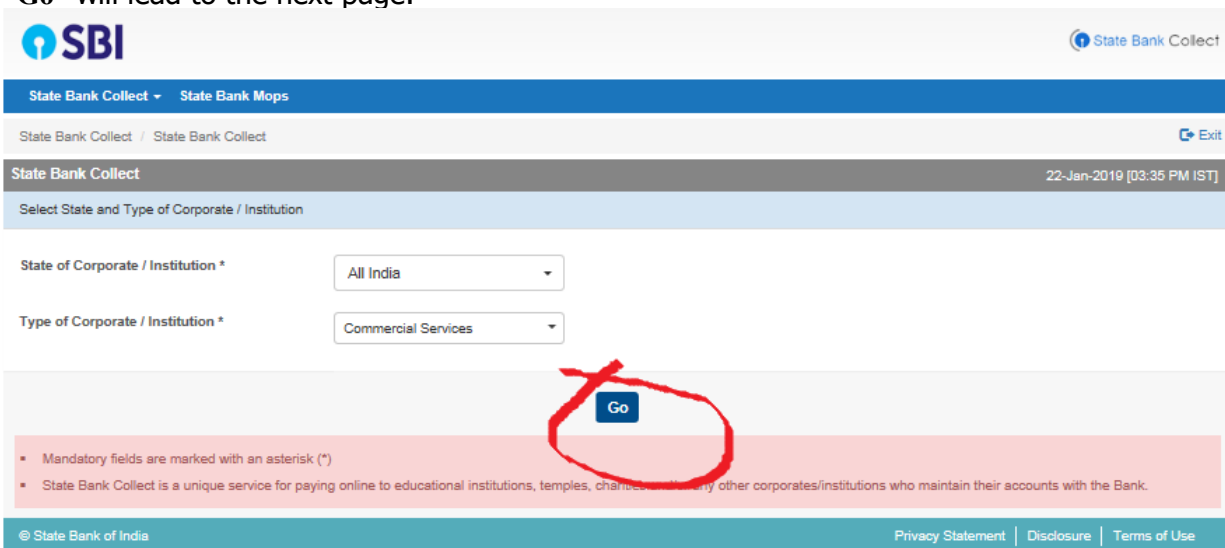 Go" will lead to the next page.
SBI
State Bank Collect
State Bank Collect State Bank Mops
State Bank Collect / State Bank Collect
Exit
State Bank Collect
22-Jan-2019 [03:35 PM IST]
Select State and Type of Corporate / Institution
State of Corporate / Institution *
All India
Type of Corporate / Institution *
Commercial Services
Go
Mandatory fields are marked with an asterisk (*)
State Bank Collect is a unique service for paying online to educational institutions, temples, charities any other corporates/institutions who maintain their accounts with the Bank.
© State Bank of India
Privacy Statement | Disclosure | Terms of Use